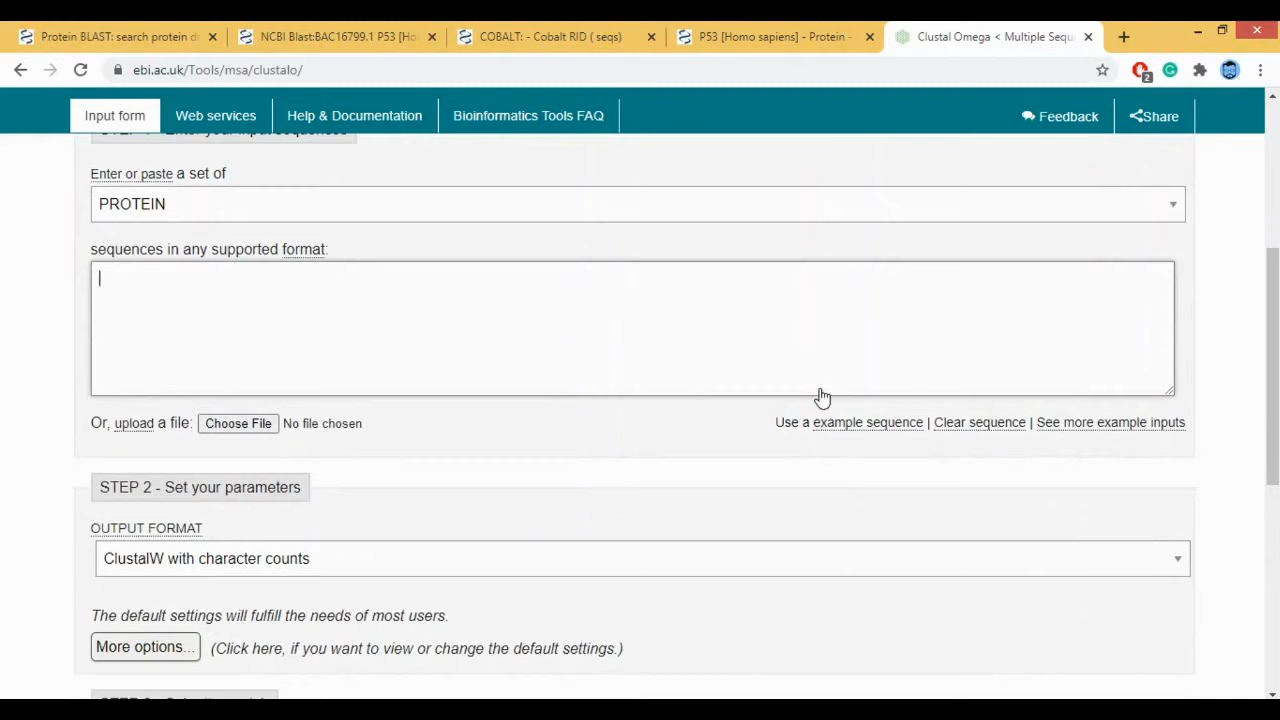 Protein BLAST: search protein d
NCBI Blast:BAC16799.1 P53 [Ho
COBALT: - Cobalt RID ( seqs)
P53 [Homo sapiens] - Protein -
Clustal Omega < Multiple Sequ
ebi.ac.uk/Tools/msa/clustalo/
2
Input form
Web services
Help & Documentation
Bioinformatics Tools FAQ
Feedback
Share
Enter or paste a set of
PROTEIN
sequences in any supported format:
Or, upload a file: Choose File No file chosen
Use a example sequence | Clear sequence | See more example inputs
STEP 2 - Set your parameters
OUTPUT FORMAT
ClustalW with character counts
The default settings will fulfill the needs of most users.
More options... (Click here, if you want to view or change the default settings.)